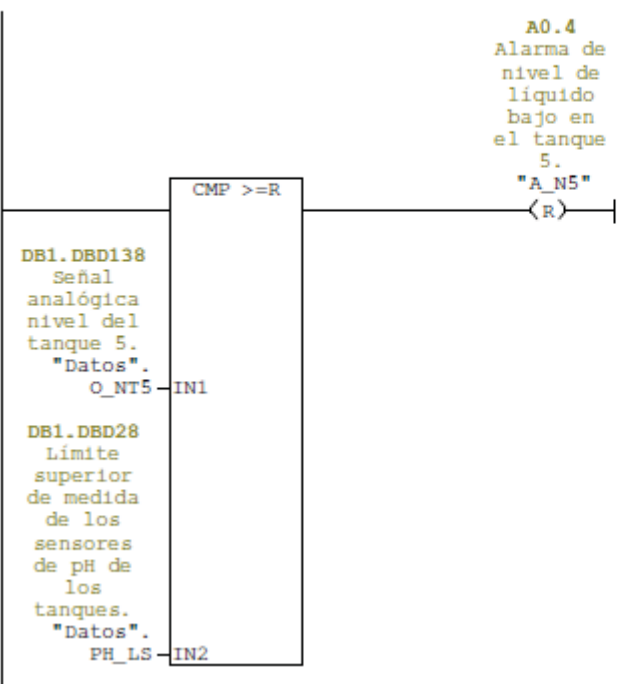 A0.4
Alarma de
nivel de
líquido
bajo en
el tanque
5.
"A_N5"
CMP >=R
(R)
DB1.DBD138
Señal
analógica
nivel del
tanque 5.
"Datos".
O_NT5
IN1
DB1.DBD28
Límite
superior
de medida
de los
sensores
de pH de
los
tanques.
"Datos".
PH_LS
IN2